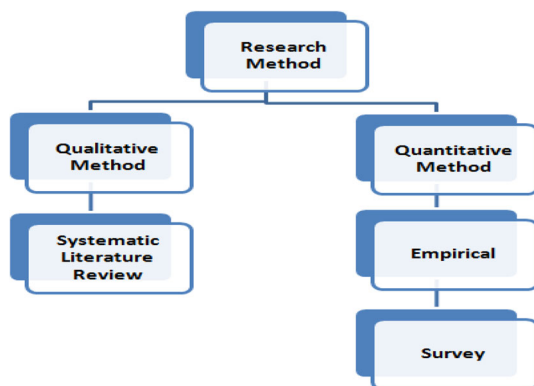 Research
Method
Qualitative
Method
Quantitative
Method
Systematic
Literature
Review
Empirical
Survey